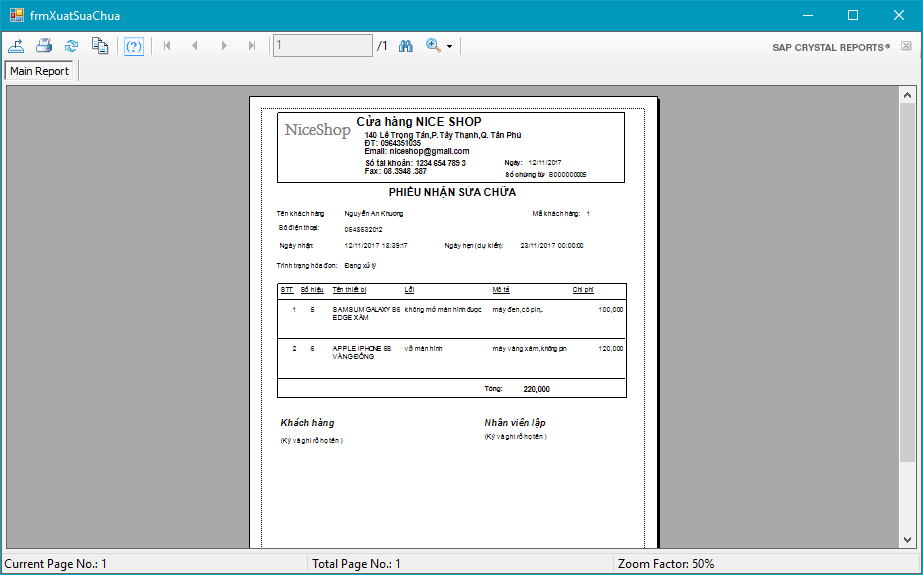 frmXuatSuaChua
1 /1
SAP CRYSTAL REPORTS®
Main Report
NiceShop
Cửa hàng NICE SHOP
140 Lê Trọng Tấn,P. Tây Thạnh,Q. Tân Phú
ĐT: 0964351035
Email: niceshop@gmail.com
Số tài khoản: 1234 654 789 3
Ngày: 12/11/2017
Fax: 08.3948 .387
Số chứng từ: S000000005
PHIẾU NHẬN SỬA CHỮA
Tên khách hàng Nguyễn An Khương Mã khách hàng: 1
Số điện thoại: 0648632012
Ngày nhận: 12/11/2017 18:39:17 Ngày hẹn (dự kiến): 23/11/2017 00:00:00
Trình trạng hóa đơn: Đang xử lý
STT Số hiệu Tên thiết bị Lỗi Mô tả Chi phí
1 5 SAMSUM GALAXY S6 không mở màn hình được máy đen,có pin,. 100,000
EDGE XÁM
2 6 APPLE IPHONE 6B vỡ màn hình máy vàng xám,không pin 120,000
VÀNG ĐỒNG
Tổng: 220,000
Khách hàng Nhân viên lập
(Ký và ghi rõ họ tên ) (Ký và ghi rõ họ tên )
Current Page No.: 1 Total Page No.: 1 Zoom Factor: 50%